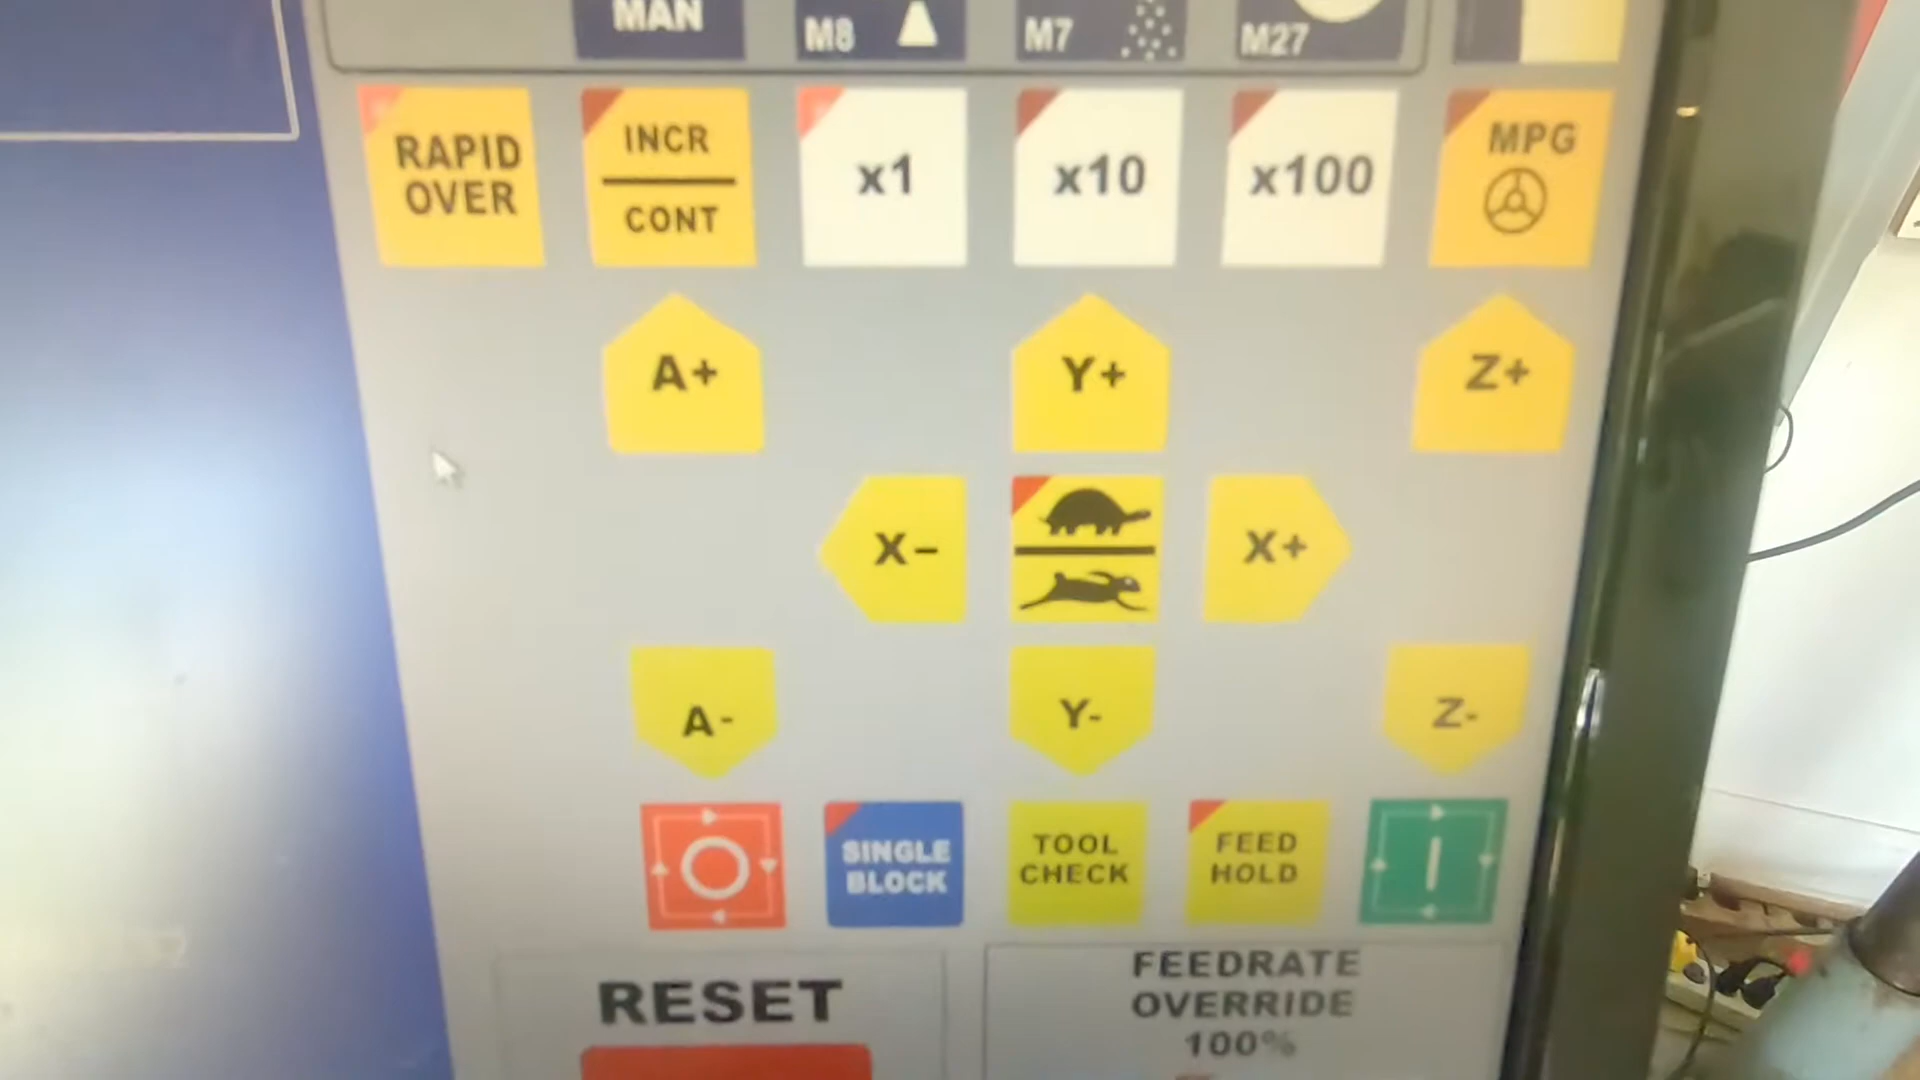 MAN
M8
M7
M27
RAPID
OVER
INCR
CONT
x1
x10
x100
MPG
A+
Y+
Z+
X-
X+
A-
Y-
Z-
SINGLE
BLOCK
TOOL
CHECK
FEED
HOLD
RESET
FEEDRATE
OVERRIDE
100%